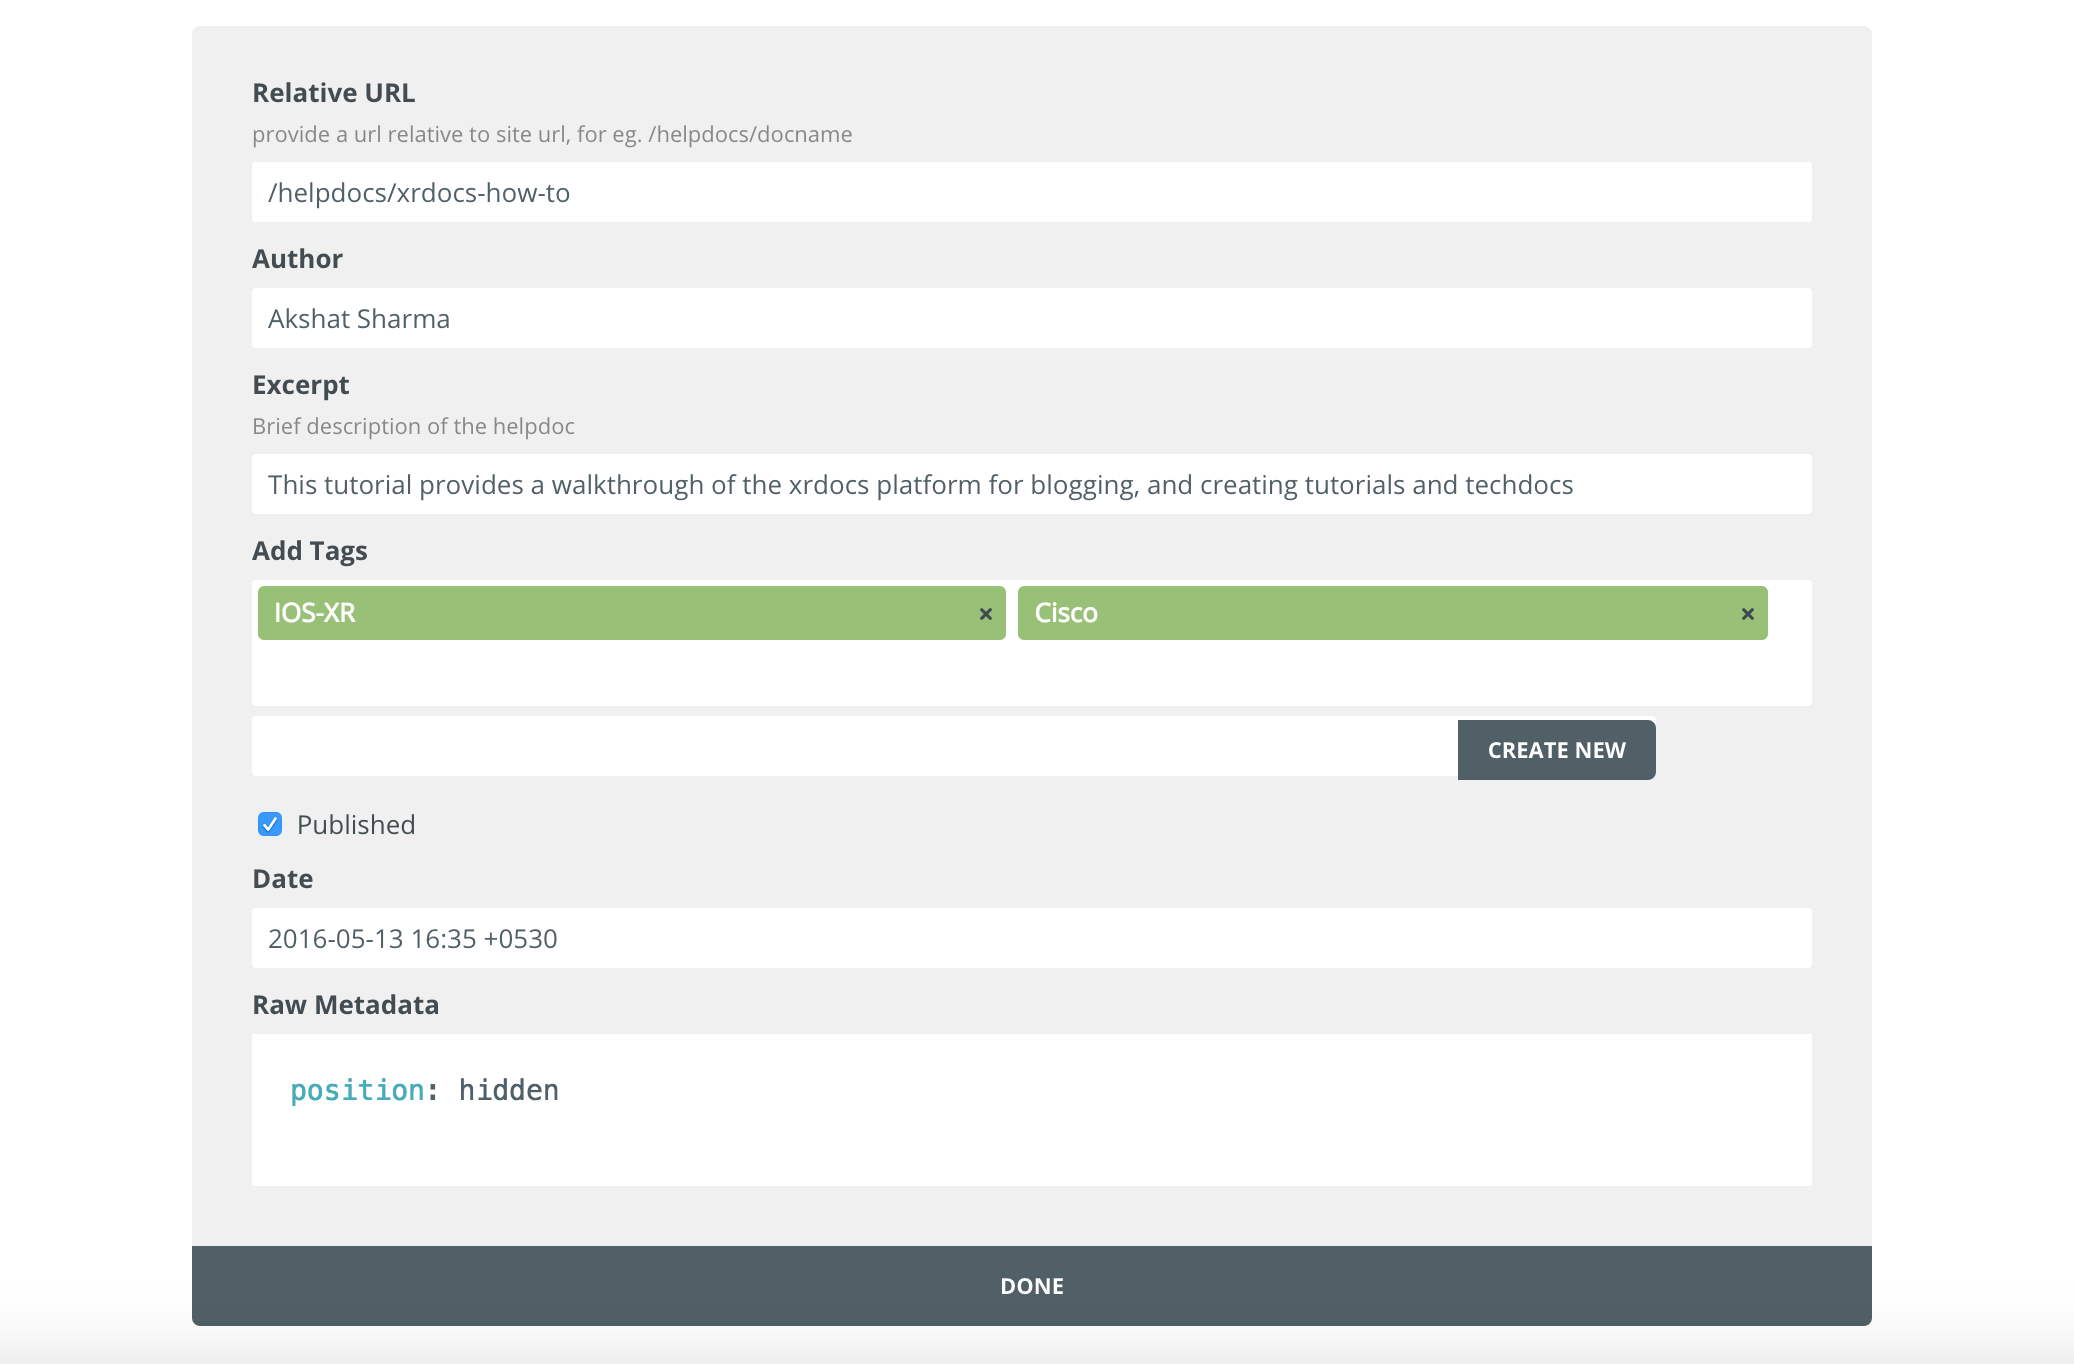 Relative URL
provide a url relative to site url, for eg. /helpdocs/docname
/helpdocs/xrdocs-how-to
Author
Akshat Sharma
Excerpt
Brief description of the helpdoc
This tutorial provides a walkthrough of the xrdocs platform for blogging, and creating tutorials and techdocs
Add Tags
IOS-XR × Cisco ×
CREATE NEW
Published
Date
2016-05-13 16:35 +0530
Raw Metadata
position: hidden
DONE